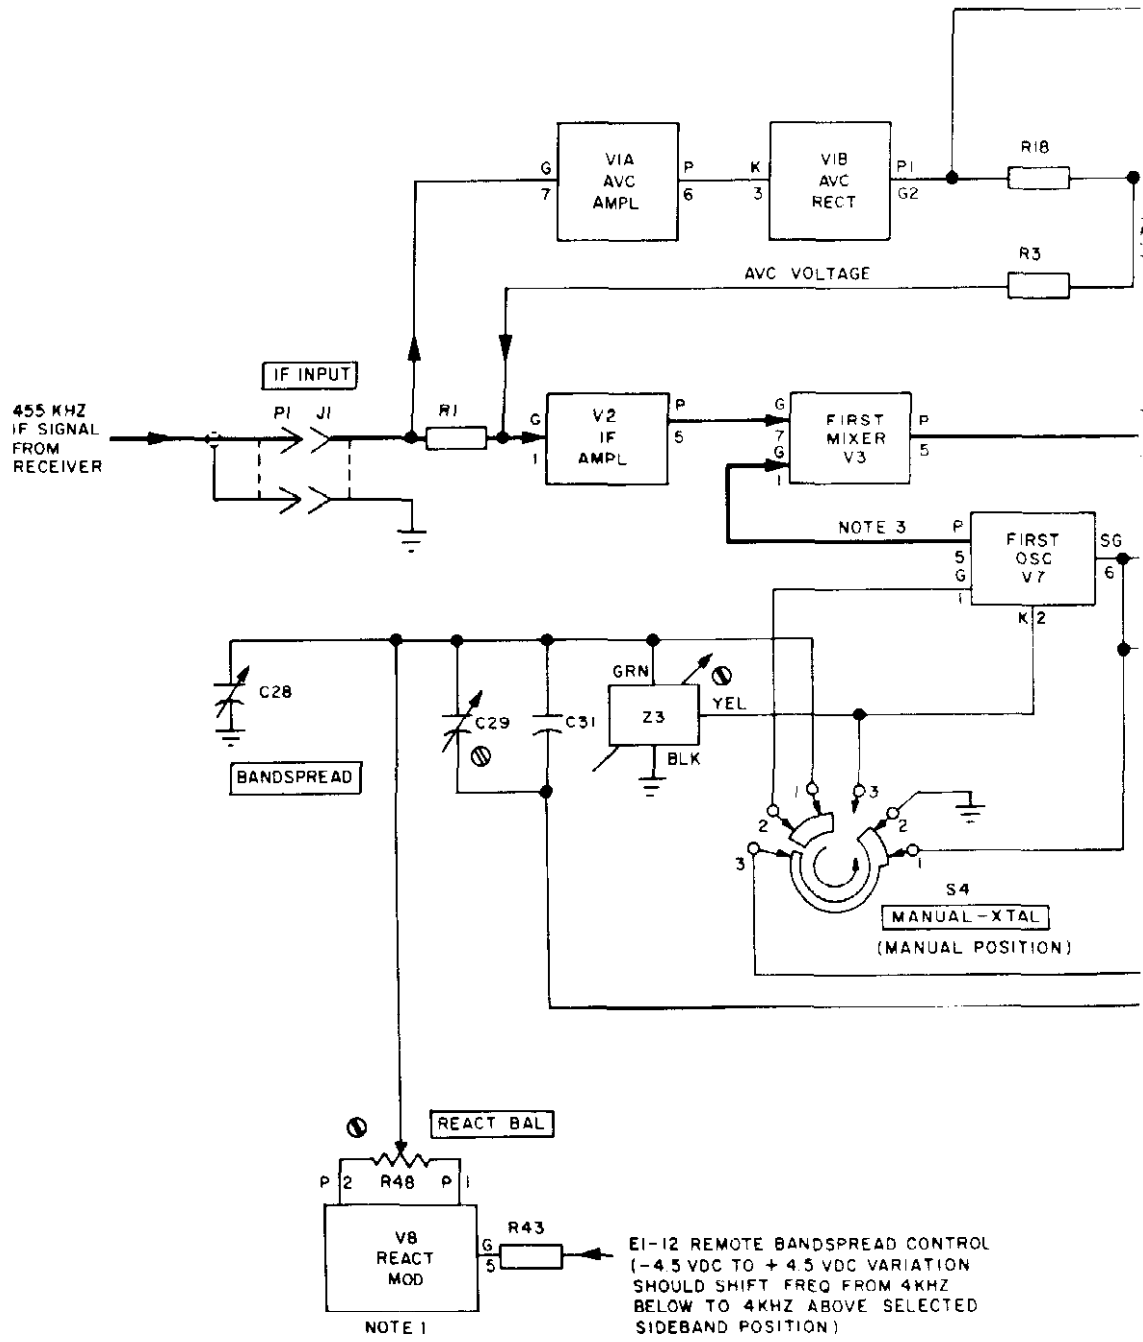 V1A
AVC
AMPL
G
7
P
6
V1B
AVC
RECT
K
3
P1
G2
R18
R3
AVC VOLTAGE
IF INPUT
P1 J1
455 KHZ
IF SIGNAL
FROM
RECEIVER
R1
G
1
V2
IF
AMPL
P
5
G
7
G
1
FIRST
MIXER
V3
P
5
NOTE 3
P
5
G
1
FIRST
OSC
V7
SG
6
K 2
C28
BANDSPREAD
C29
C31
GRN
Z3
YEL
BLK
1
3
2
2
3
1
S4
MANUAL-XTAL
(MANUAL POSITION)
REACT BAL
P 2 R48 P 1
V8
REACT
MOD
G
5
R43
NOTE 1
E1-12 REMOTE BANDSPREAD CONTROL
(-4.5 VDC TO + 4.5 VDC VARIATION
SHOULD SHIFT FREQ FROM 4KHZ
BELOW TO 4KHZ ABOVE SELECTED
SIDEBAND POSITION)